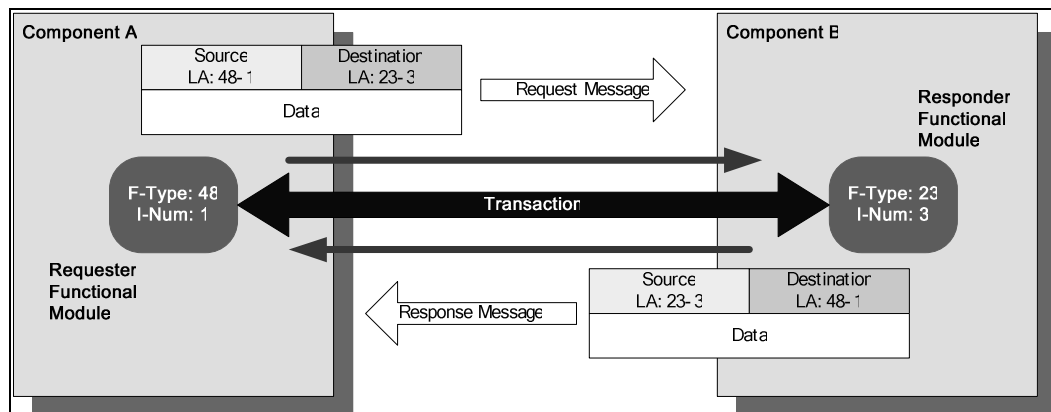 Component A
Source
LA: 48-1
Destination
LA: 23-3
Data
Request Message
Component B
Responder
Functional
Module
F-Type: 48
I-Num: 1
Transaction
F-Type: 23
I-Num: 3
Requester
Functional
Module
Response Message
Source
LA: 23-3
Destination
LA: 48-1
Data